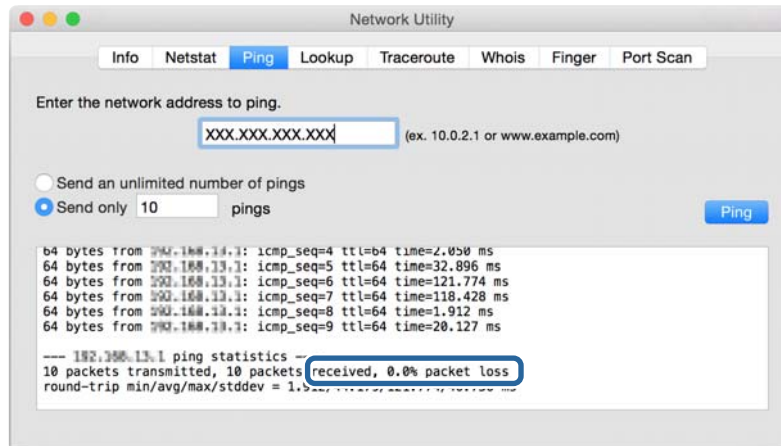 Network Utility
Info Netstat Ping Lookup Traceroute Whois Finger Port Scan
Enter the network address to ping.
XXX.XXX.XXX.XXX (ex. 10.0.2.1 or www.example.com)
Send an unlimited number of pings
Send only 10 pings
Ping
64 bytes from : icmp_seq=4 ttl=64 time=2.050 ms
64 bytes from : icmp_seq=5 ttl=64 time=32.896 ms
64 bytes from : icmp_seq=6 ttl=64 time=121.774 ms
64 bytes from : icmp_seq=7 ttl=64 time=118.428 ms
64 bytes from : icmp_seq=8 ttl=64 time=1.912 ms
64 bytes from : icmp_seq=9 ttl=64 time=20.127 ms
--- ping statistics --
10 packets transmitted, 10 packets received, 0.0% packet loss
round-trip min/avg/max/stddev = ms